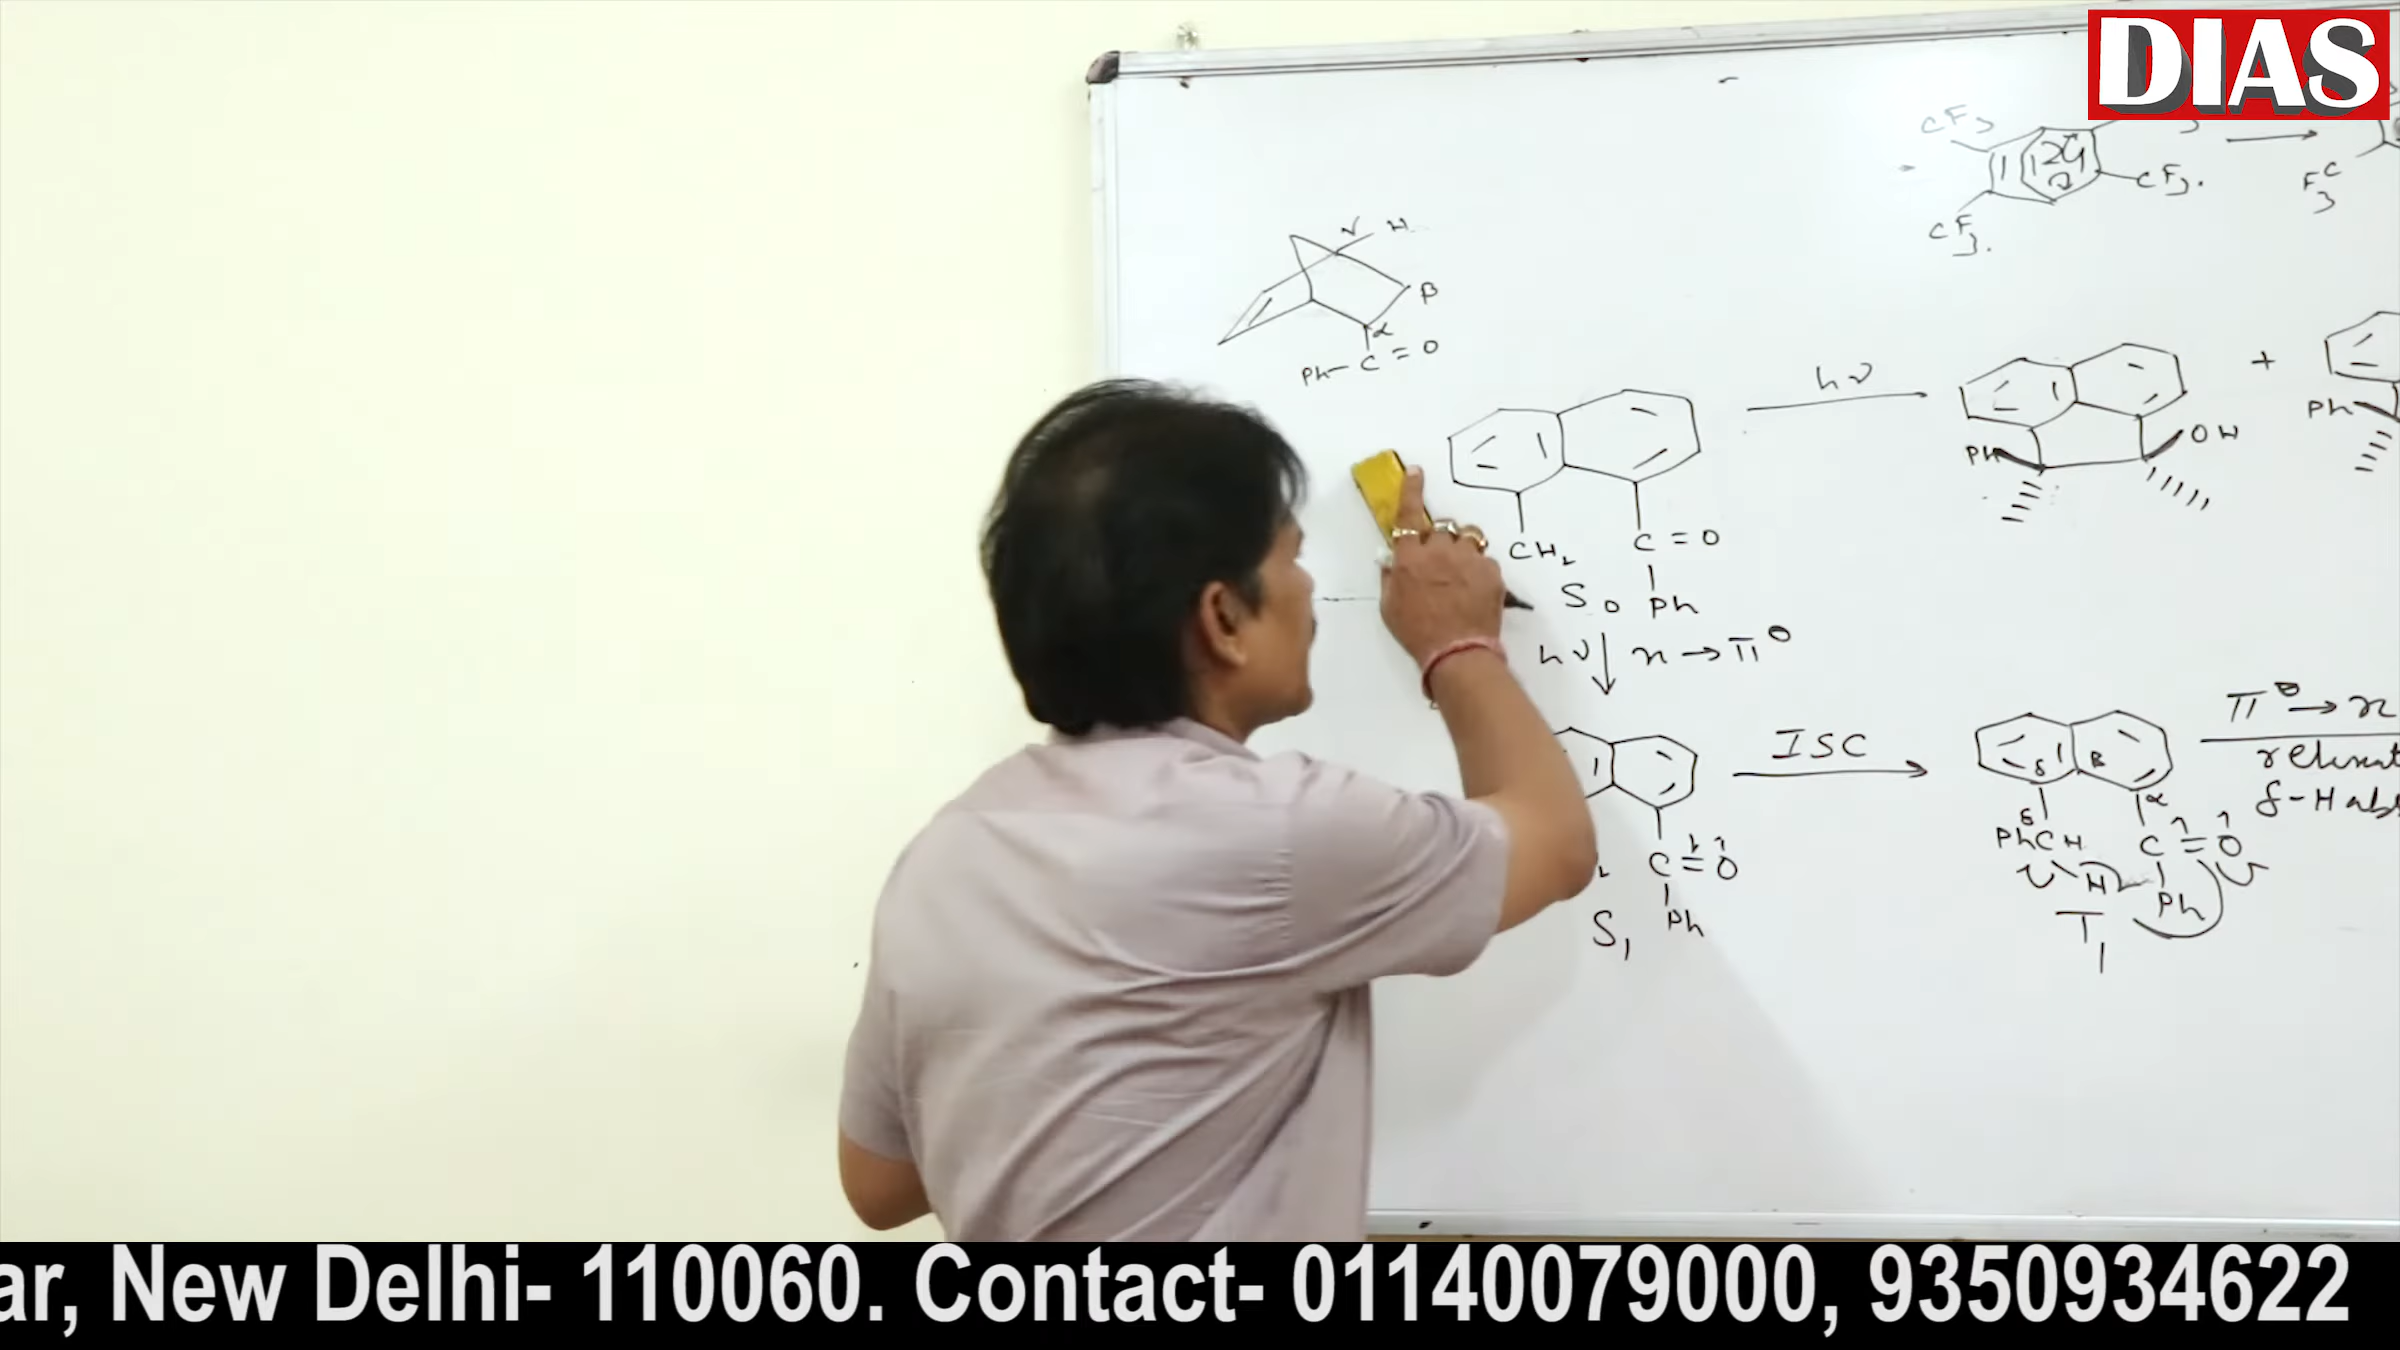 DIAS
CF3
CF3.
CF3.
F3C
H
β
α
Ph-C=O
hν
+
Ph
OH
Ph
CH2
C=O
S0 Ph
hν n→π
π→n
ISC
δ-H
α
PhCH
C=O
C=O
H
Ph
Ph
S1
T1
ar, New Delhi- 110060. Contact- 01140079000, 9350934622